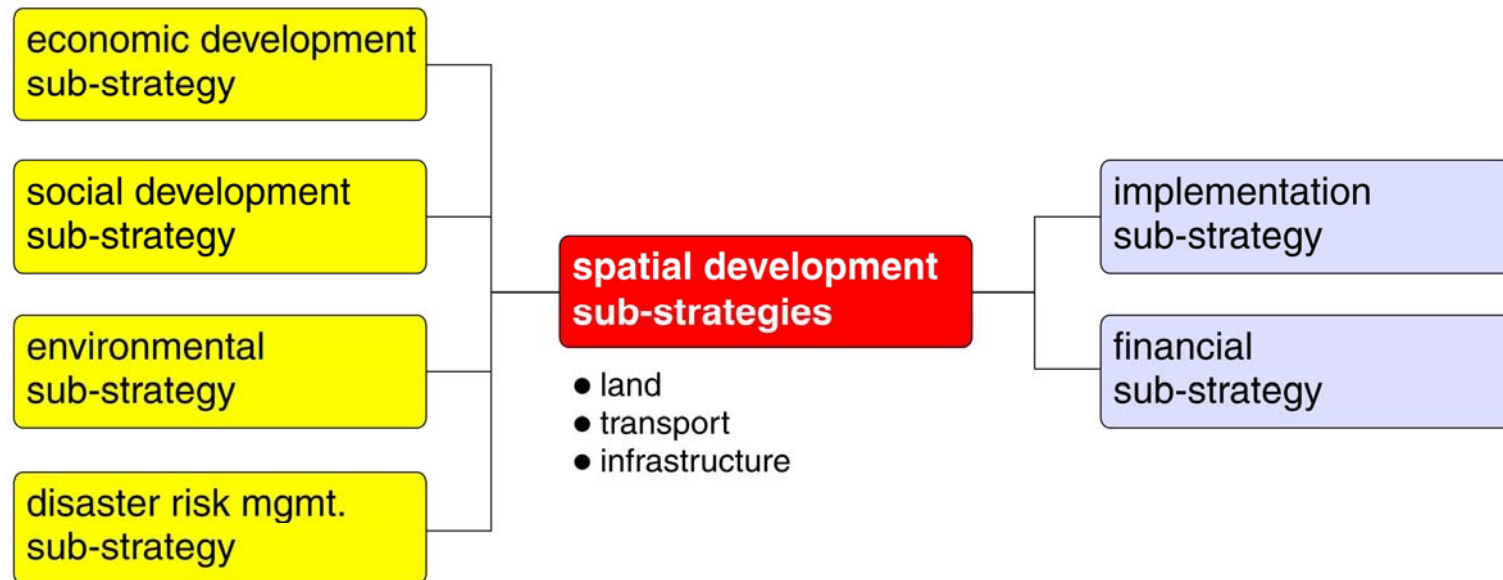 economic development
sub-strategy
social development
sub-strategy
environmental
sub-strategy
disaster risk mgmt.
sub-strategy
spatial development
sub-strategies
● land
● transport
● infrastructure
implementation
sub-strategy
financial
sub-strategy